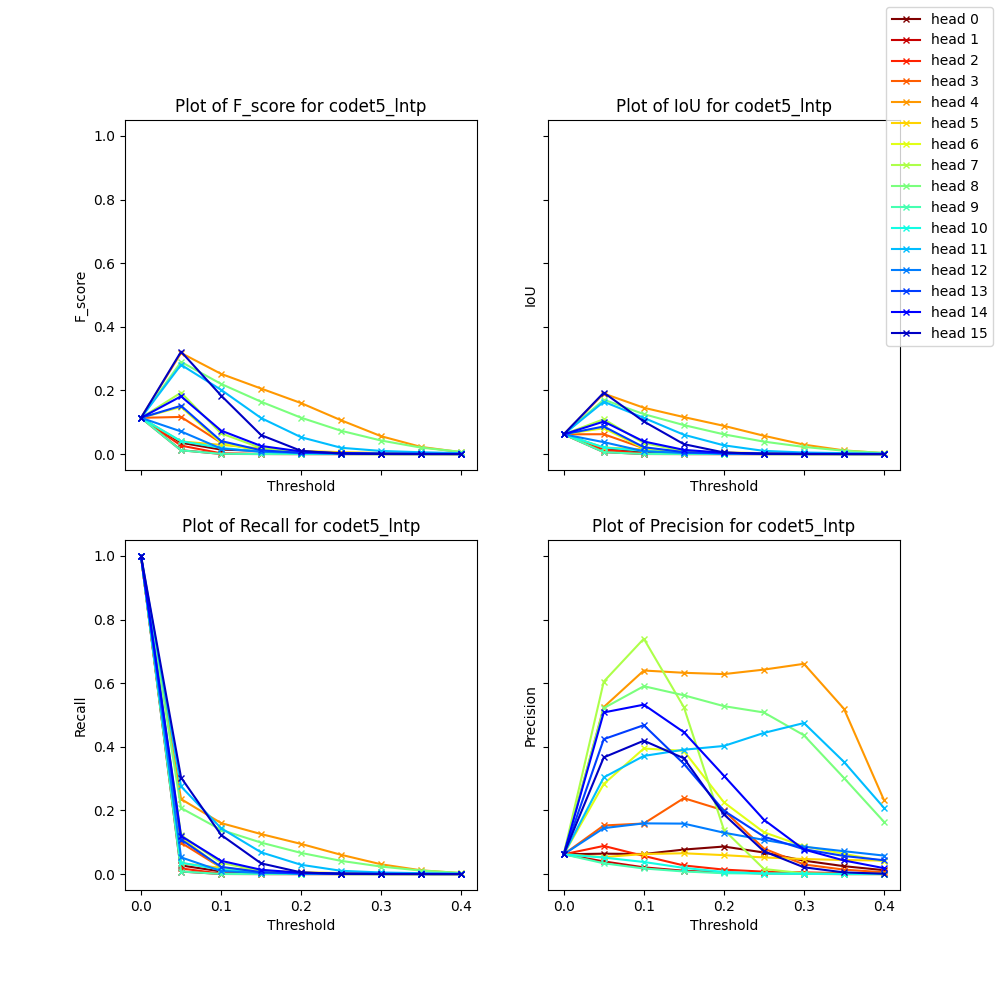 head 0
head 1
head 2
head 3
head 4
head 5
head 6
head 7
head 8
head 9
head 10
head 11
head 12
head 13
head 14
head 15
Plot of F_score for codet5_lntp
1.0
0.8
0.6
0.4
0.2
0.0
F_score
Threshold
Plot of IoU for codet5_lntp
IoU
Threshold
Plot of Recall for codet5_lntp
1.0
0.8
0.6
0.4
0.2
0.0
Recall
0.0 0.1 0.2 0.3 0.4
Threshold
Plot of Precision for codet5_lntp
Precision
0.0 0.1 0.2 0.3 0.4
Threshold